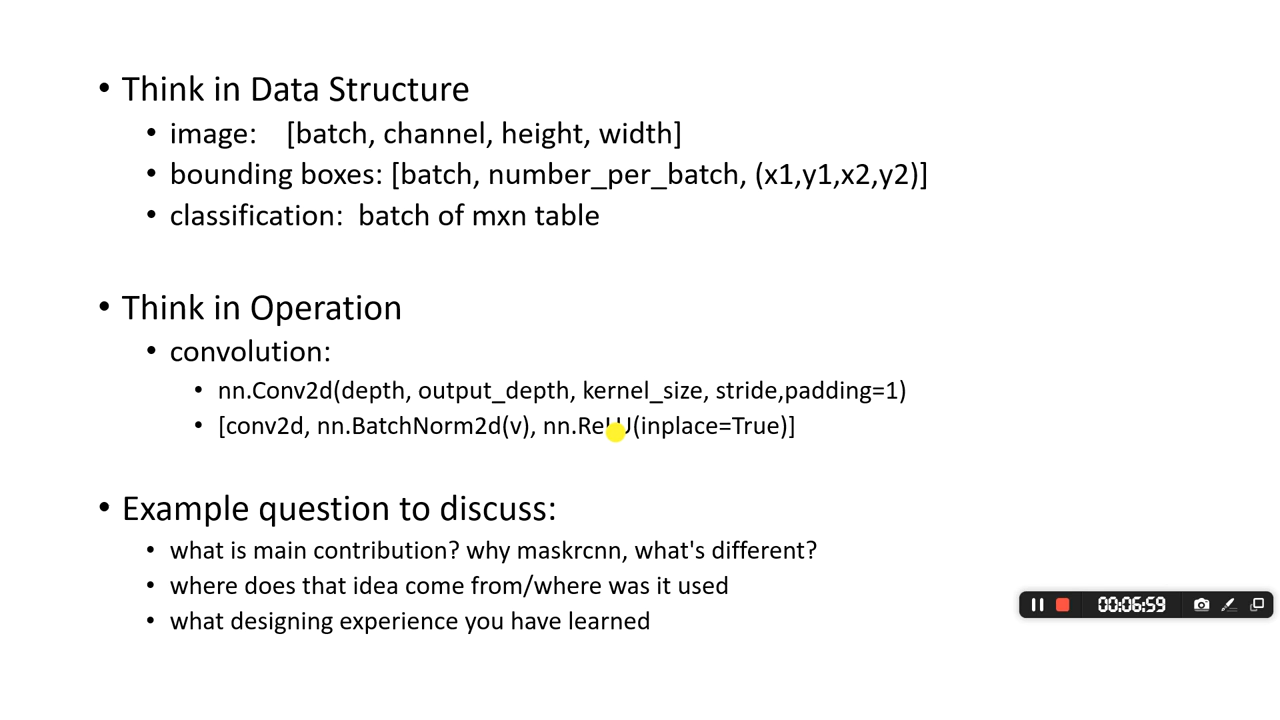 • Think in Data Structure
• image: [batch, channel, height, width]
• bounding boxes: [batch, number_per_batch, (x1,y1,x2,y2)]
• classification: batch of mxn table
• Think in Operation
• convolution:
• nn.Conv2d(depth, output_depth, kernel_size, stride,padding=1)
• [conv2d, nn.BatchNorm2d(v), nn.ReLU(inplace=True)]
• Example question to discuss:
• what is main contribution? why maskrcnn, what's different?
• where does that idea come from/where was it used
00:06:59
• what designing experience you have learned